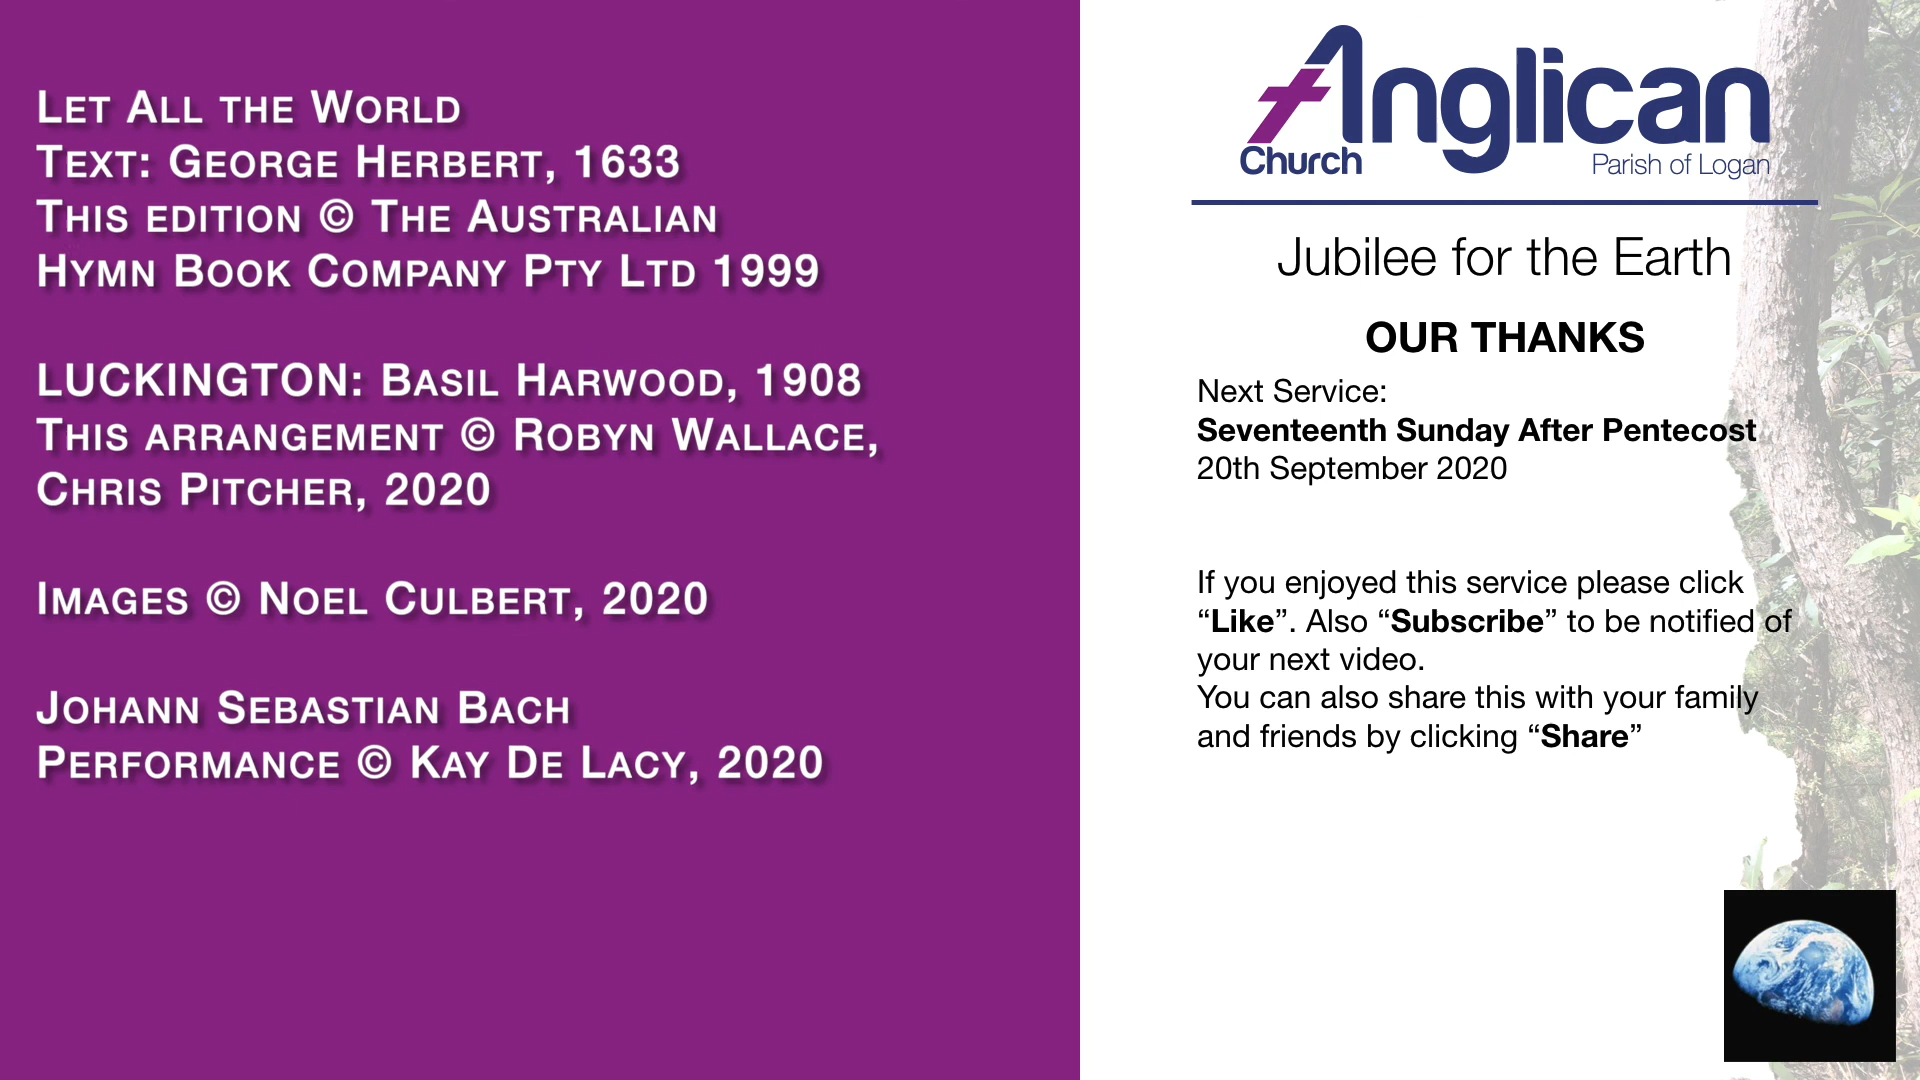 LET ALL THE WORLD
TEXT: GEORGE HERBERT, 1633
THIS EDITION © THE AUSTRALIAN
HYMN BOOK COMPANY PTY LTD 1999
LUCKINGTON: BASIL HARWOOD, 1908
THIS ARRANGEMENT © ROBYN WALLACE,
CHRIS PITCHER, 2020
IMAGES © NOEL CULBERT, 2020
JOHANN SEBASTIAN BACH
PERFORMANCE © KAY DE LACY, 2020
Anglican
Church
Parish of Logan
Jubilee for the Earth
OUR THANKS
Next Service:
Seventeenth Sunday After Pentecost
20th September 2020
If you enjoyed this service please click
“Like”. Also “Subscribe” to be notified of
your next video.
You can also share this with your family
and friends by clicking “Share”